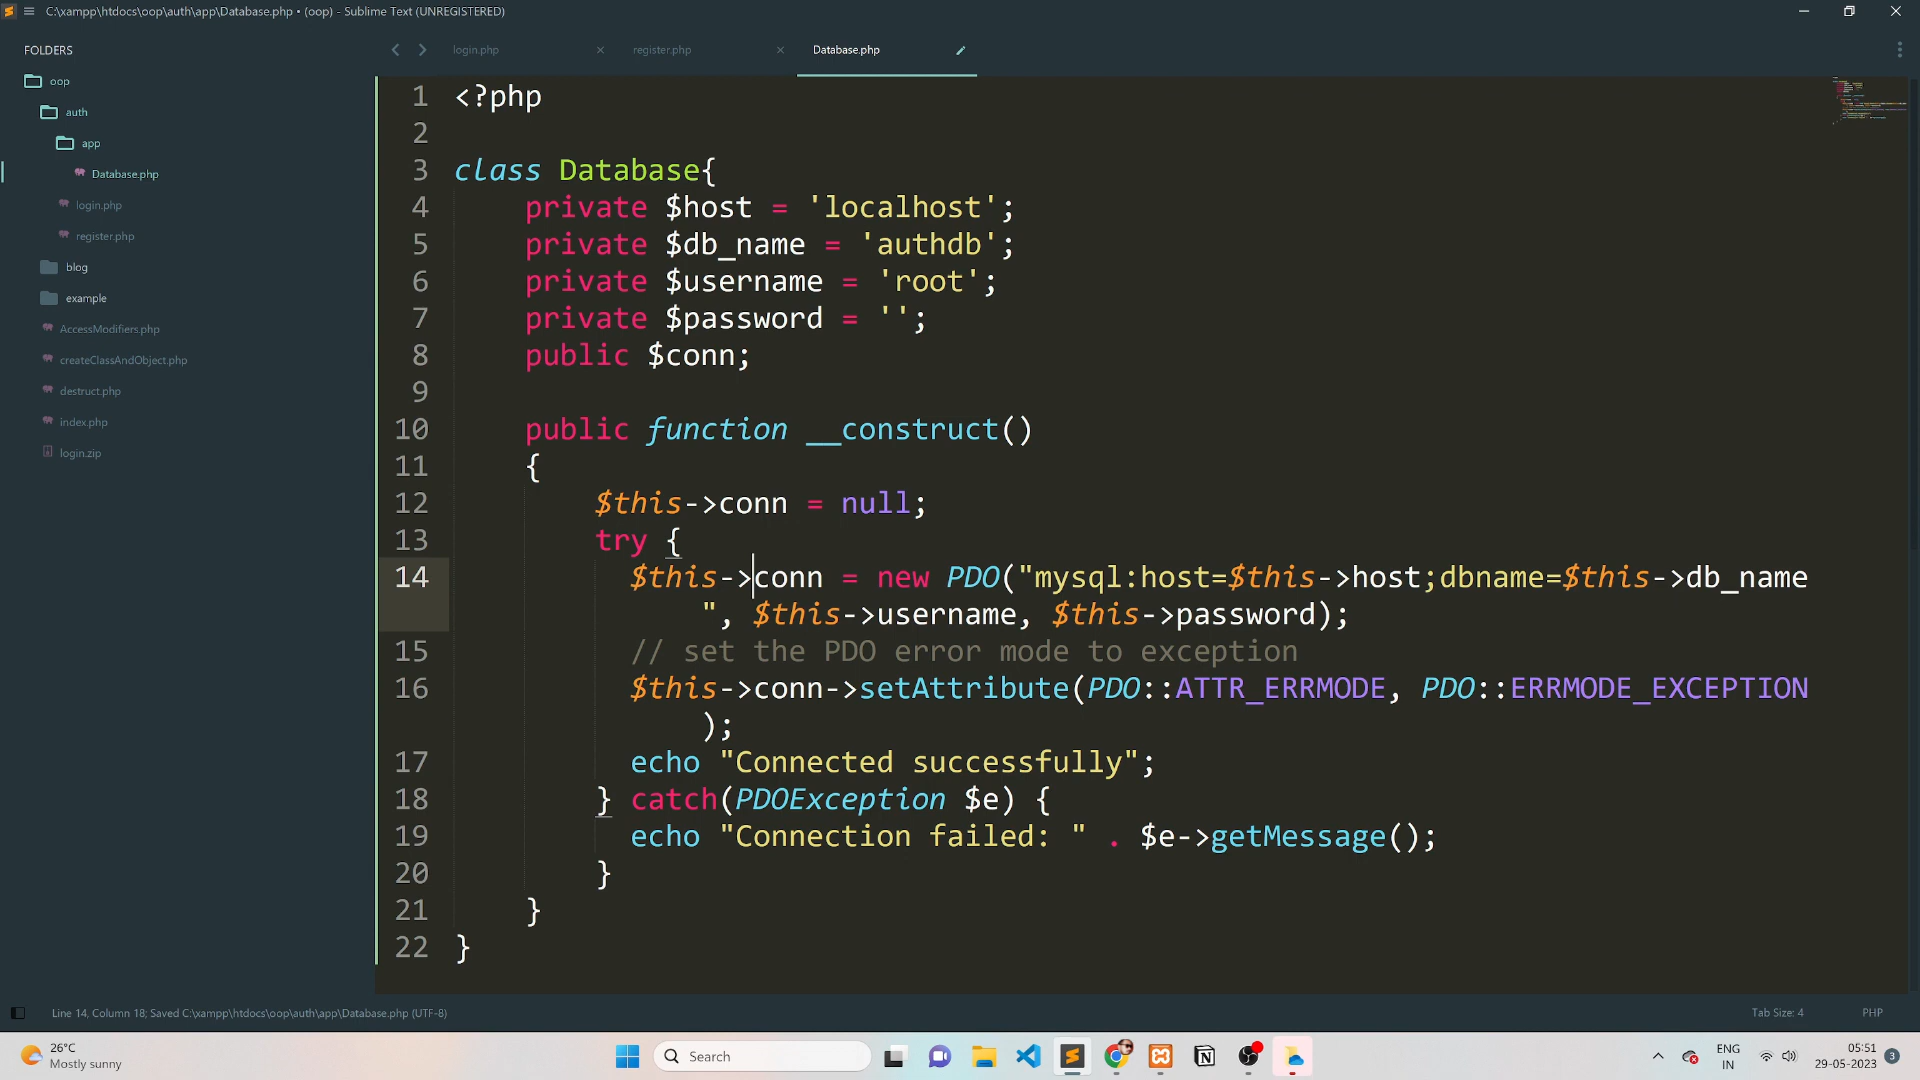 C:\xampp\htdocs\oop\auth\app\Database.php • (oop) - Sublime Text (UNREGISTERED)
FOLDERS
oop
auth
app
Database.php
login.php
register.php
blog
example
AccessModifiers.php
createClassAndObject.php
destruct.php
index.php
login.zip
login.php
register.php
Database.php
1 <?php
2
3 class Database{
4 private $host = 'localhost';
5 private $db_name = 'authdb';
6 private $username = 'root';
7 private $password = '';
8 public $conn;
9
10 public function __construct()
11 {
12 $this->conn = null;
13 try {
14 $this->conn = new PDO("mysql:host=$this->host;dbname=$this->db_name
", $this->username, $this->password);
15 // set the PDO error mode to exception
16 $this->conn->setAttribute(PDO::ATTR_ERRMODE, PDO::ERRMODE_EXCEPTION
);
17 echo "Connected successfully";
18 } catch(PDOException $e) {
19 echo "Connection failed: " . $e->getMessage();
20 }
21 }
22 }
Line 14, Column 18; Saved C:\xampp\htdocs\oop\auth\app\Database.php (UTF-8)
Tab Size: 4
PHP
26°C
Mostly sunny
Search
ENG
IN
05:51
29-05-2023
3